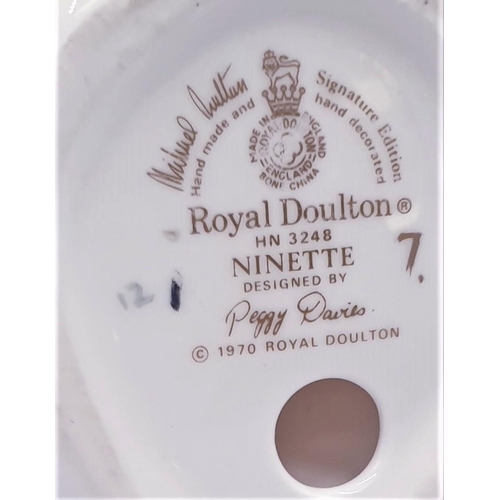 Michael Doulton
Signature Edition
Hand made and hand decorated
MADE IN ENGLAND
ROYAL DOULTON
ENGLAND
BONE CHINA
Royal Doulton ®
HN 3248
NINETTE
7.
DESIGNED BY
12 1
Peggy Davies.
© 1970 ROYAL DOULTON